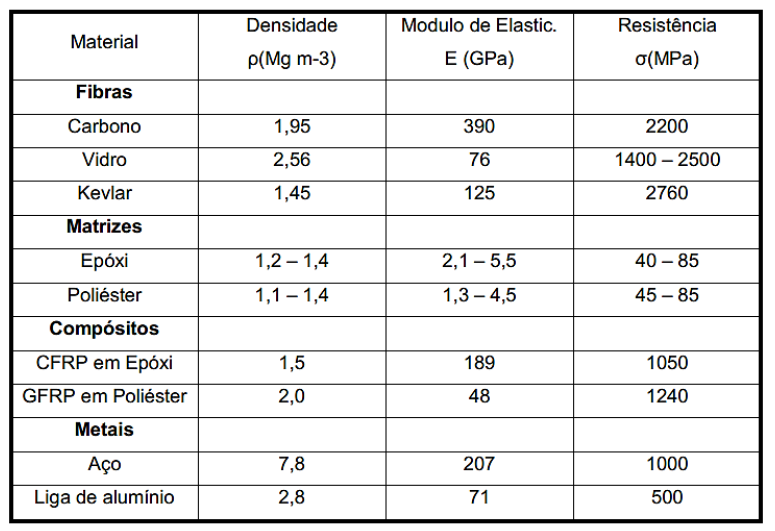 Material Densidade ρ(Mg m-3) Modulo de Elastic. E (GPa) Resistência σ(MPa)
Fibras
Carbono 1,95 390 2200
Vidro 2,56 76 1400 – 2500
Kevlar 1,45 125 2760
Matrizes
Epóxi 1,2 – 1,4 2,1 – 5,5 40 – 85
Poliéster 1,1 – 1,4 1,3 – 4,5 45 – 85
Compósitos
CFRP em Epóxi 1,5 189 1050
GFRP em Poliéster 2,0 48 1240
Metais
Aço 7,8 207 1000
Liga de alumínio 2,8 71 500